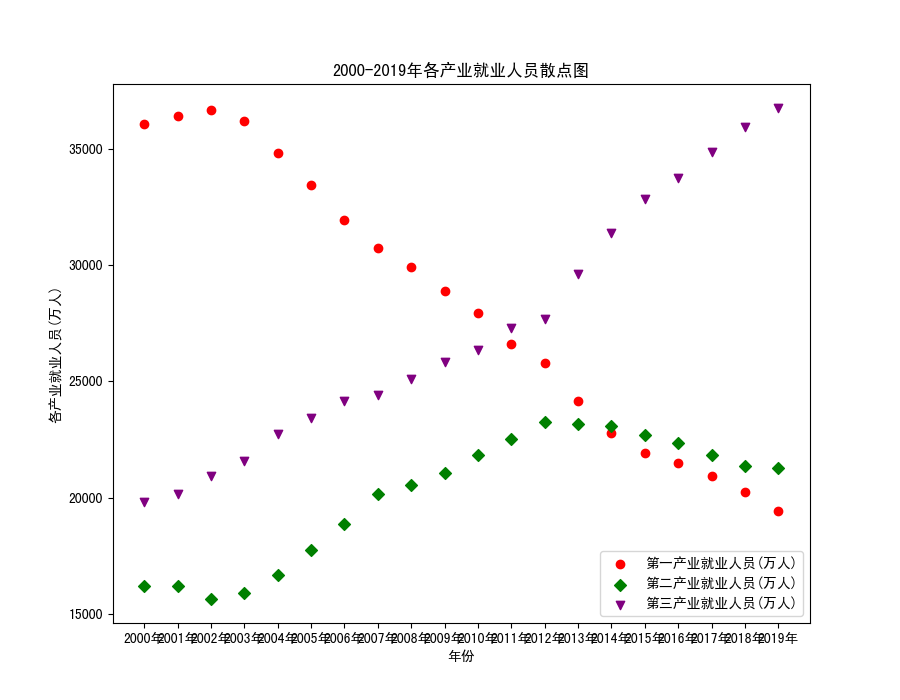 2000-2019年各产业就业人员散点图
各产业就业人员(万人)
35000
30000
25000
20000
15000
第一产业就业人员(万人)
第二产业就业人员(万人)
第三产业就业人员(万人)
2000年 2001年 2002年 2003年 2004年 2005年 2006年 2007年 2008年 2009年 2010年 2011年 2012年 2013年 2014年 2015年 2016年 2017年 2018年 2019年
年份